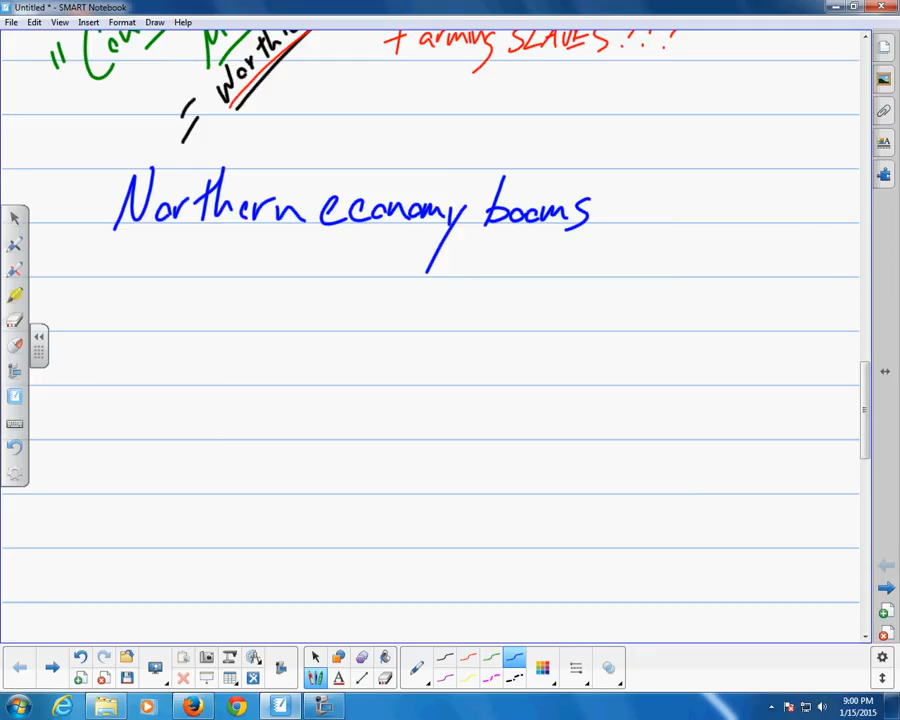 Untitled * - SMART Notebook
File Edit View Insert Format Draw Help
+ arming SLAVES???
Northern economy booms
9:00 PM
1/15/2015